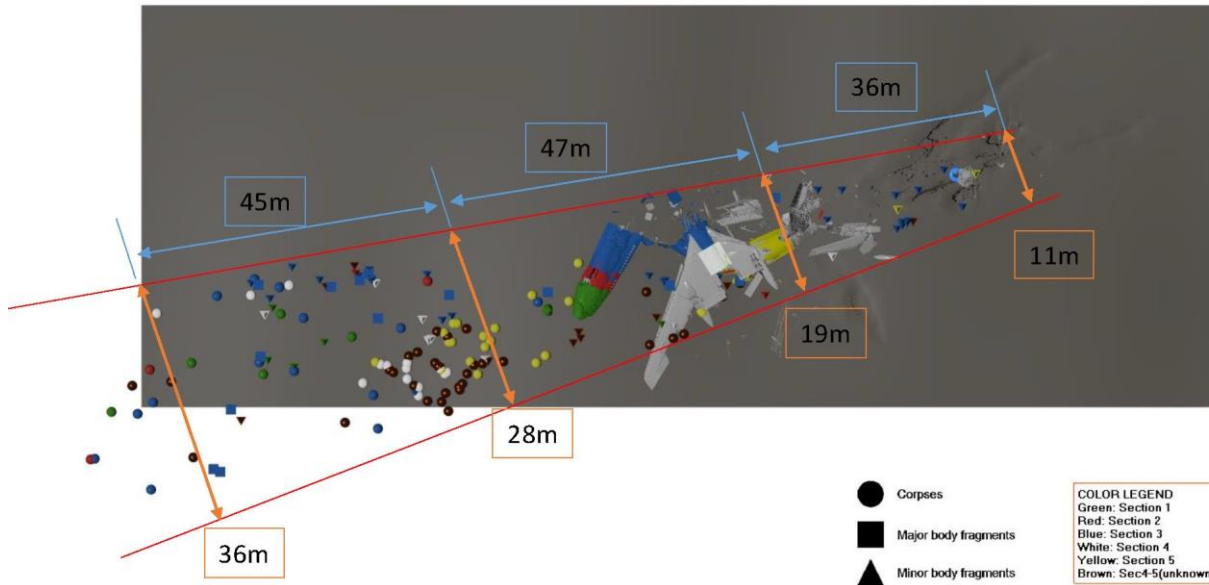 36m
47m
45m
11m
19m
28m
36m
Corpses
Major body fragments
Minor body fragments
COLOR LEGEND
Green: Section 1
Red: Section 2
Blue: Section 3
White: Section 4
Yellow: Section 5
Brown: Sec4-5(unknown